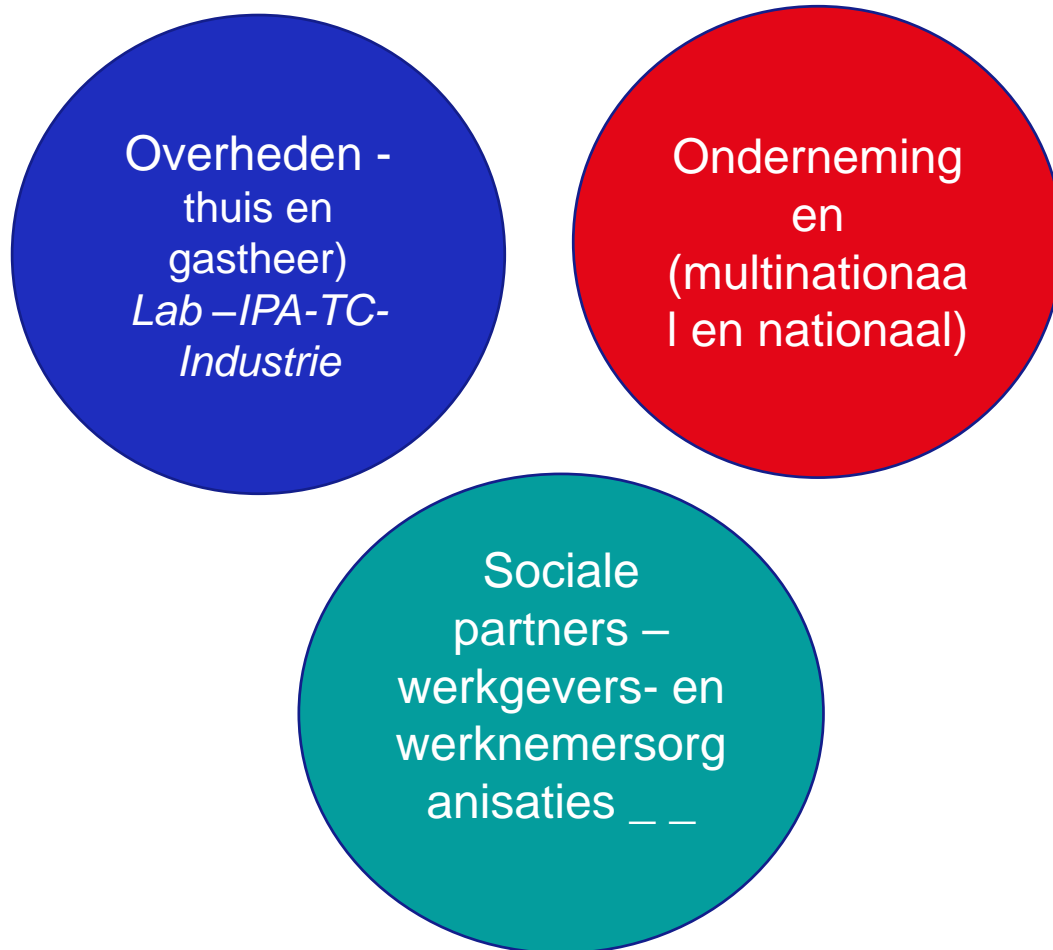 Overheden -
thuis en
gastheer)
Lab –IPA-TC-
Industrie
Onderneming
en
(multinationaa
l en nationaal)
Sociale
partners –
werkgevers- en
werknemersorg
anisaties _ _